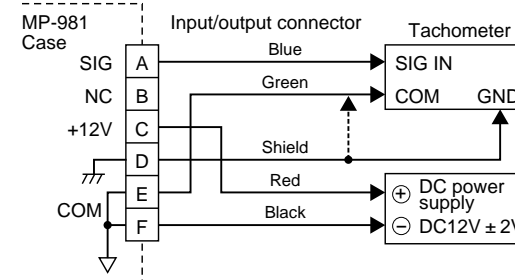 MP-981
Case
Input/output connector
Tachometer
SIG A Blue SIG IN
NC B Green COM GND
+12V C
D Shield
E Red ⊕ DC power
supply
COM
F Black ⊖ DC12V ± 2V